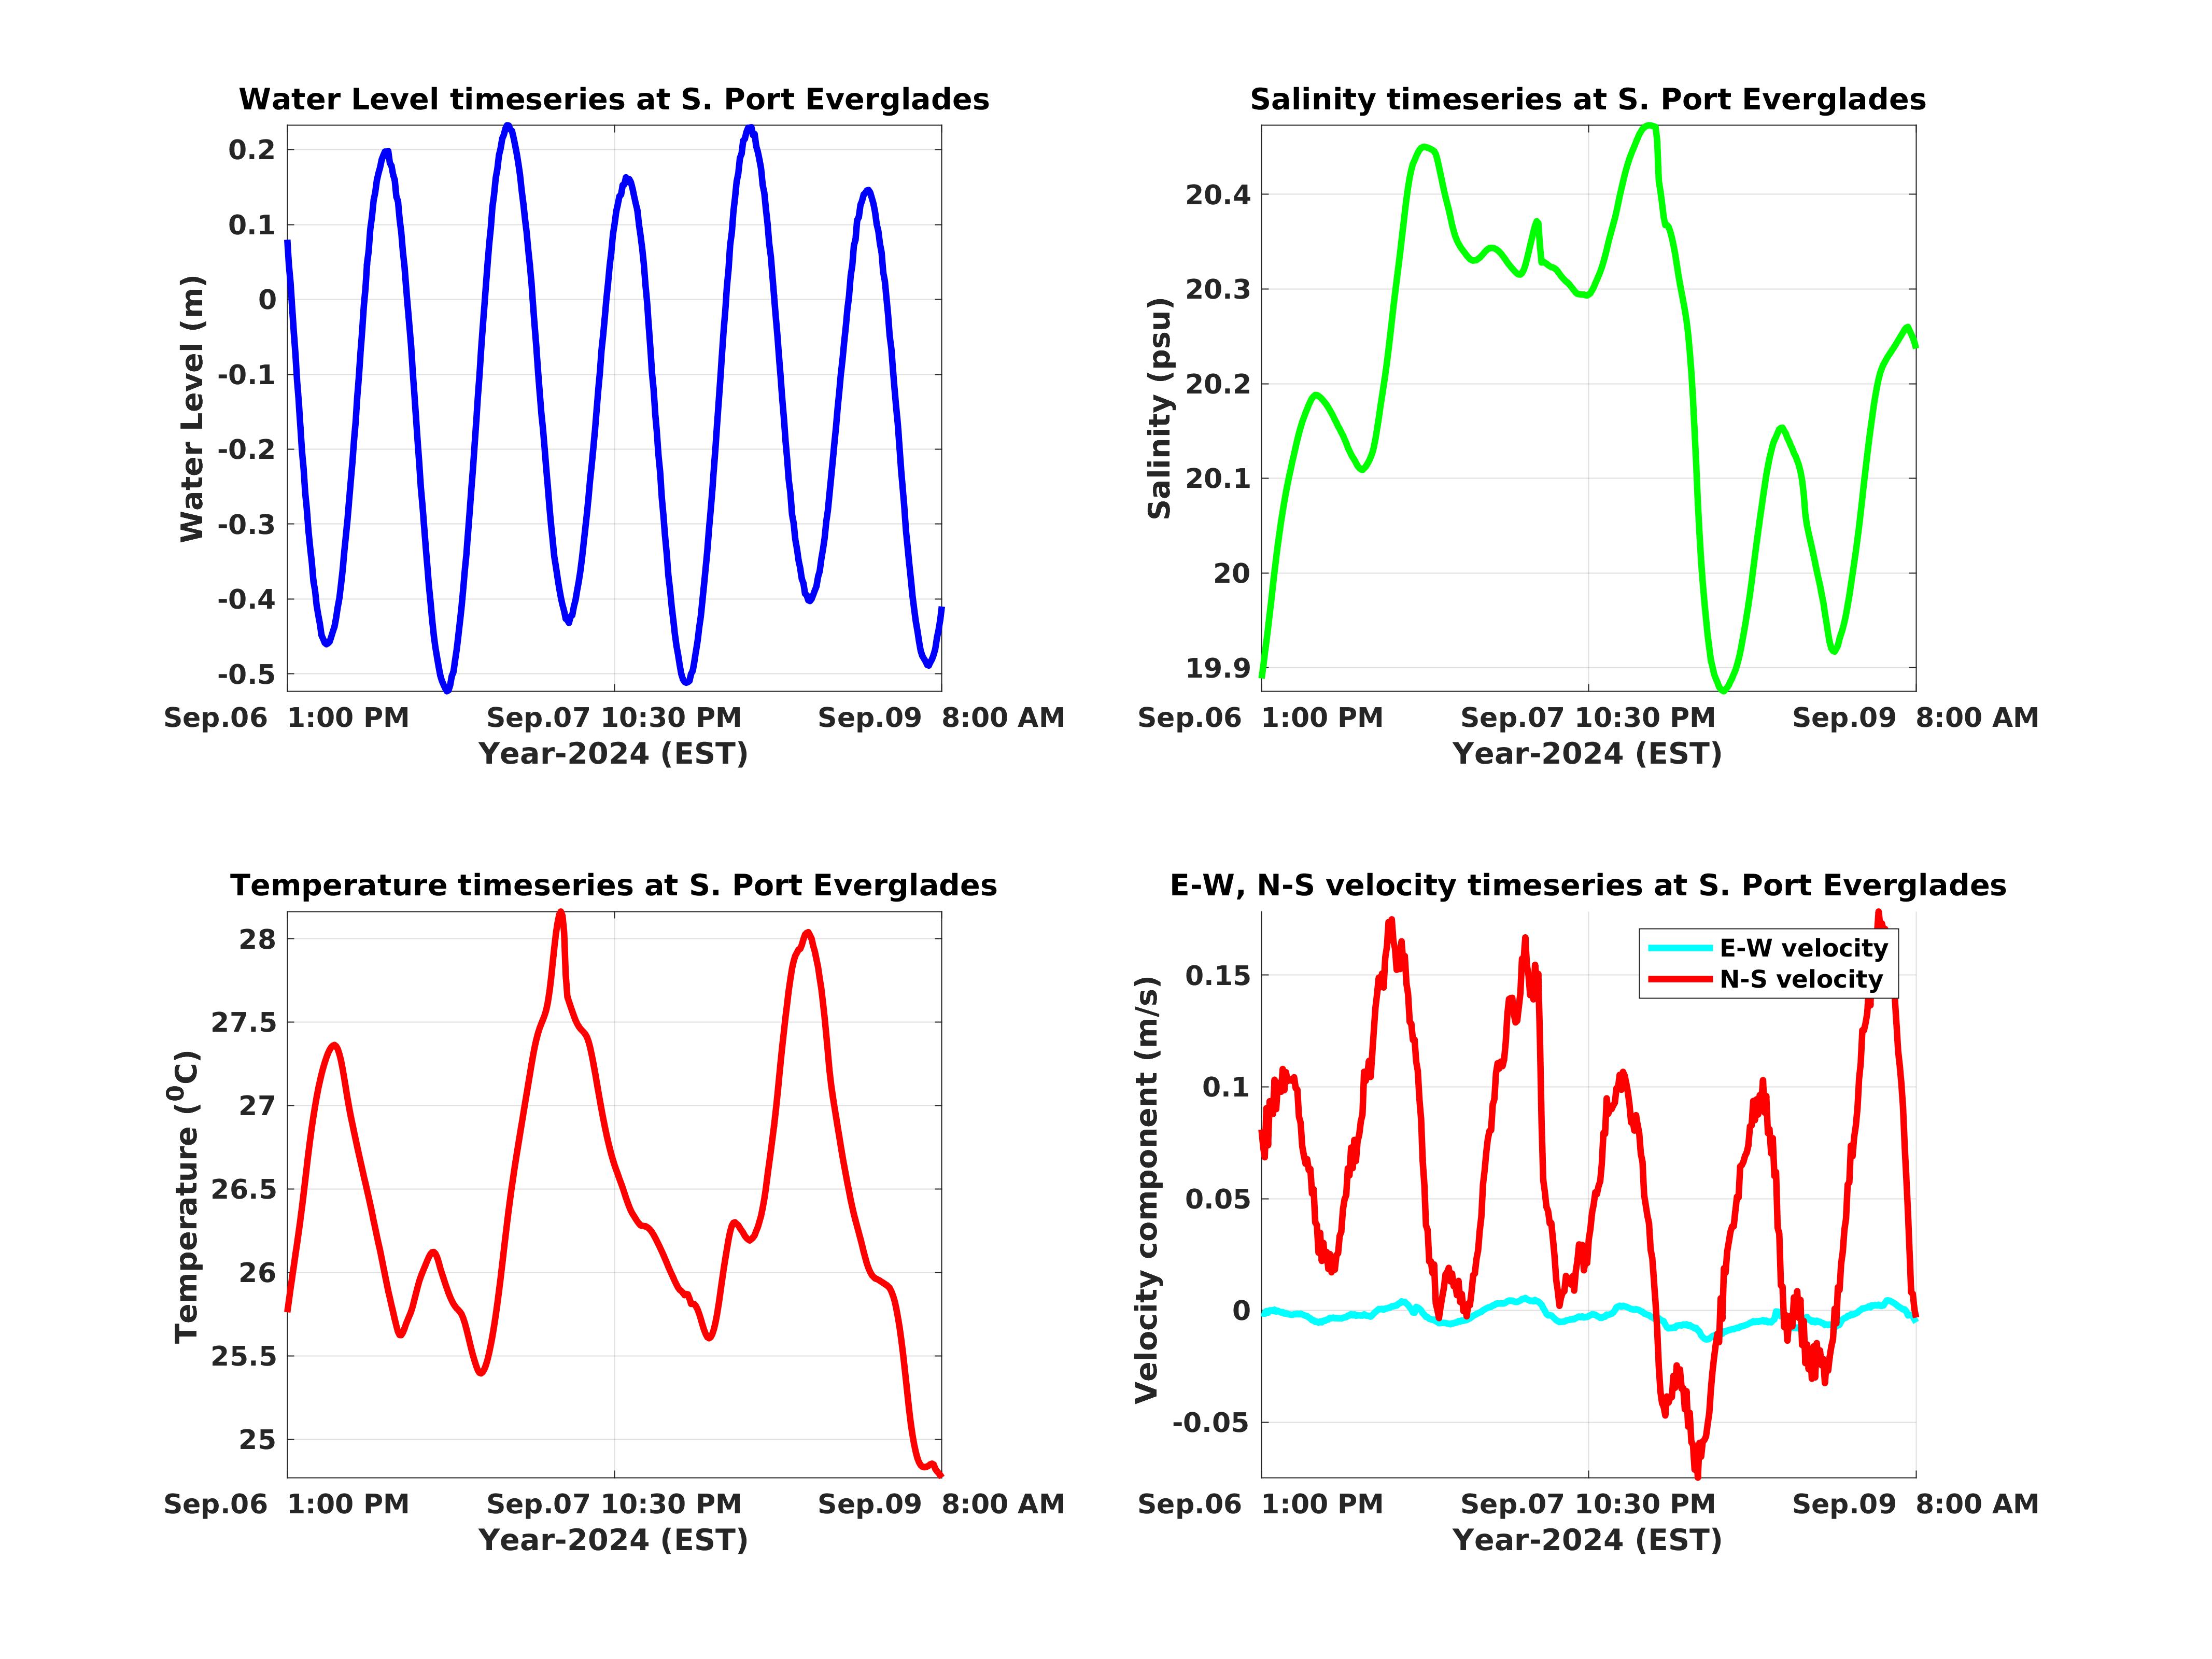 Water Level timeseries at S. Port Everglades
Water Level (m)
0.2
0.1
0
-0.1
-0.2
-0.3
-0.4
-0.5
Sep.06 1:00 PM Sep.07 10:30 PM Sep.09 8:00 AM
Year-2024 (EST)
Salinity timeseries at S. Port Everglades
Salinity (psu)
20.4
20.3
20.2
20.1
20
19.9
Sep.06 1:00 PM Sep.07 10:30 PM Sep.09 8:00 AM
Year-2024 (EST)
Temperature timeseries at S. Port Everglades
Temperature (⁰C)
28
27.5
27
26.5
26
25.5
25
Sep.06 1:00 PM Sep.07 10:30 PM Sep.09 8:00 AM
Year-2024 (EST)
E-W, N-S velocity timeseries at S. Port Everglades
Velocity component (m/s)
0.15
0.1
0.05
0
-0.05
E-W velocity
N-S velocity
Sep.06 1:00 PM Sep.07 10:30 PM Sep.09 8:00 AM
Year-2024 (EST)